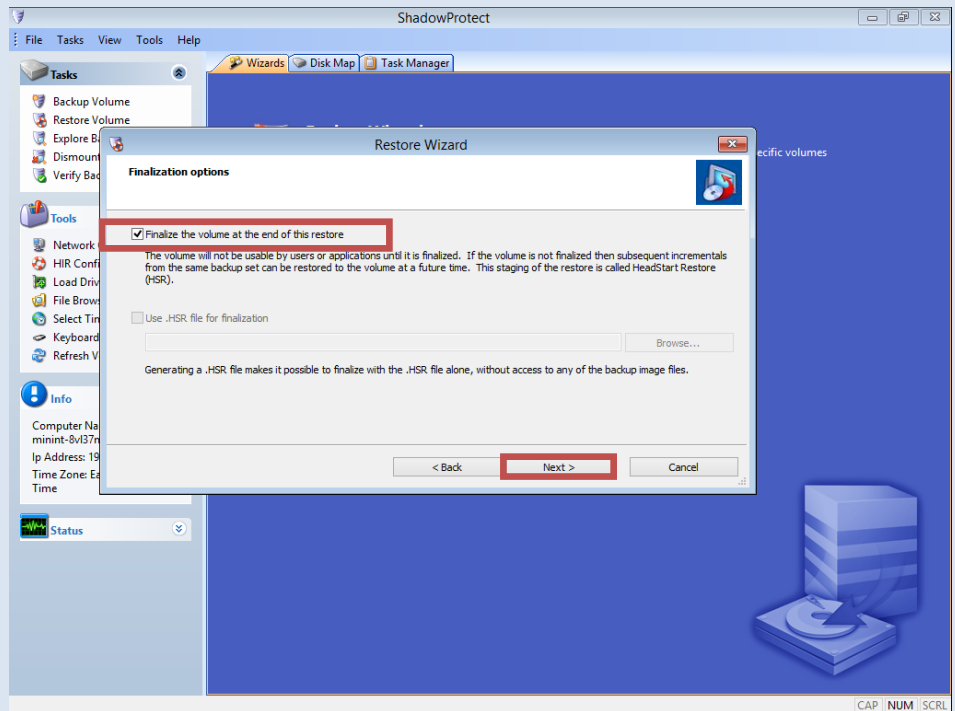 ShadowProtect
File Tasks View Tools Help
Wizards Disk Map Task Manager
Tasks
Backup Volume
Restore Volume
Explore
Dismount
Verify
ecific volumes
Restore Wizard
Finalization options
Finalize the volume at the end of this restore
The volume will not be usable by users or applications until it is finalized. If the volume is not finalized then subsequent incrementals
from the same backup set can be restored to the volume at a future time. This staging of the restore is called HeadStart Restore
(HSR).
Use .HSR file for finalization
Browse...
Generating a .HSR file makes it possible to finalize with the .HSR file alone, without access to any of the backup image files.
< Back Next > Cancel
Tools
Network
HIR Confi
Load Driv
File Brows
Select Tim
Keyboard
Refresh V
Info
Computer Na
minint-8vl37n
Ip Address: 19
Time Zone: Ea
Time
Status
CAP NUM SCRL